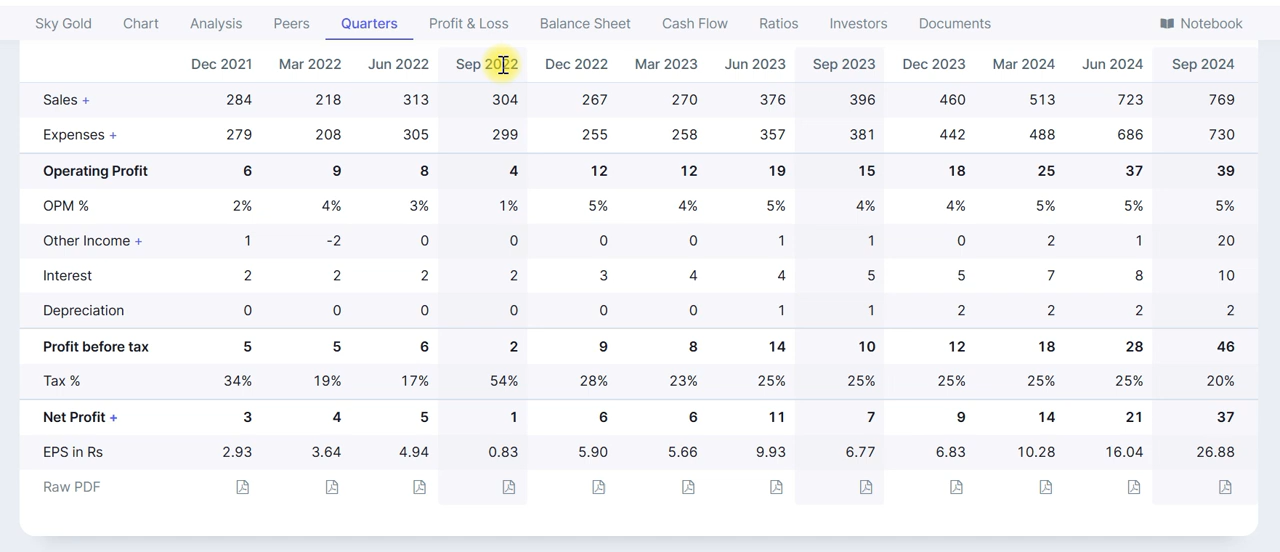 Sky Gold Chart Analysis Peers Quarters Profit & Loss Balance Sheet Cash Flow Ratios Investors Documents Notebook
Dec 2021 Mar 2022 Jun 2022 Sep 2022 Dec 2022 Mar 2023 Jun 2023 Sep 2023 Dec 2023 Mar 2024 Jun 2024 Sep 2024
Sales + 284 218 313 304 267 270 376 396 460 513 723 769
Expenses + 279 208 305 299 255 258 357 381 442 488 686 730
Operating Profit 6 9 8 4 12 12 19 15 18 25 37 39
OPM % 2% 4% 3% 1% 5% 4% 5% 4% 4% 5% 5% 5%
Other Income + 1 -2 0 0 0 0 1 1 0 2 1 20
Interest 2 2 2 2 3 4 4 5 5 7 8 10
Depreciation 0 0 0 0 0 0 1 1 2 2 2 2
Profit before tax 5 5 6 2 9 8 14 10 12 18 28 46
Tax % 34% 19% 17% 54% 28% 23% 25% 25% 25% 25% 25% 20%
Net Profit + 3 4 5 1 6 6 11 7 9 14 21 37
EPS in Rs 2.93 3.64 4.94 0.83 5.90 5.66 9.93 6.77 6.83 10.28 16.04 26.88
Raw PDF